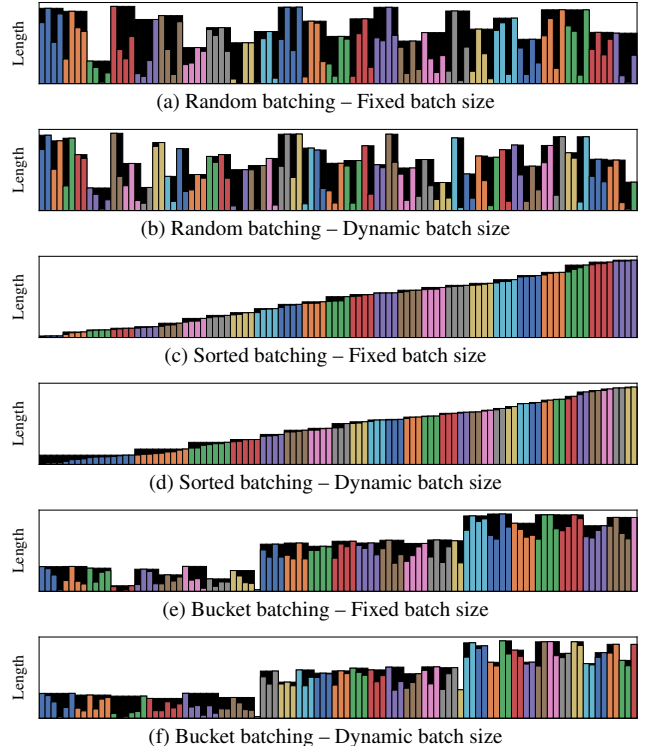 Length
(a) Random batching – Fixed batch size
Length
(b) Random batching – Dynamic batch size
Length
(c) Sorted batching – Fixed batch size
Length
(d) Sorted batching – Dynamic batch size
Length
(e) Bucket batching – Fixed batch size
Length
(f) Bucket batching – Dynamic batch size